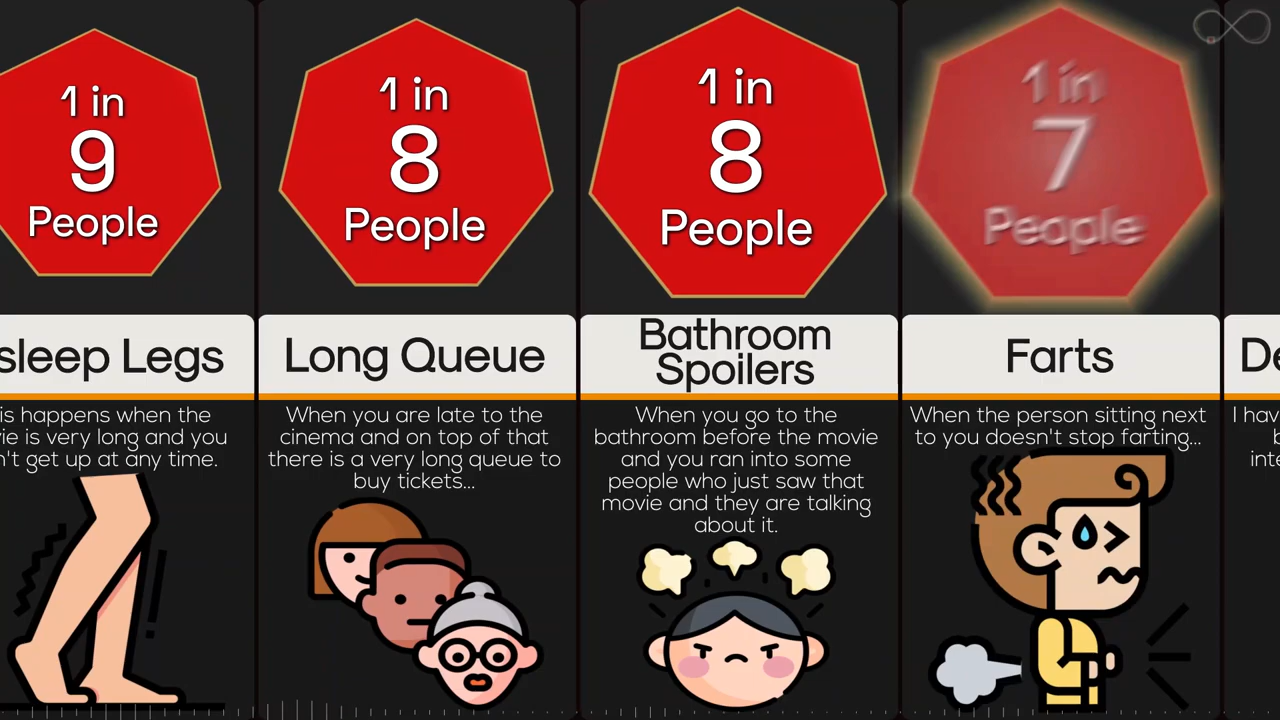 1 in
9
People
sleep Legs
is happens when the
ie is very long and you
n't get up at any time.
1 in
8
People
Long Queue
When you are late to the
cinema and on top of that
there is a very long queue to
buy tickets...
1 in
8
People
Bathroom
Spoilers
When you go to the
bathroom before the movie
and you ran into some
people who just saw that
movie and they are talking
about it.
1 in
7
People
Farts
When the person sitting next
to you doesn't stop farting...
De
I hav
b
inte